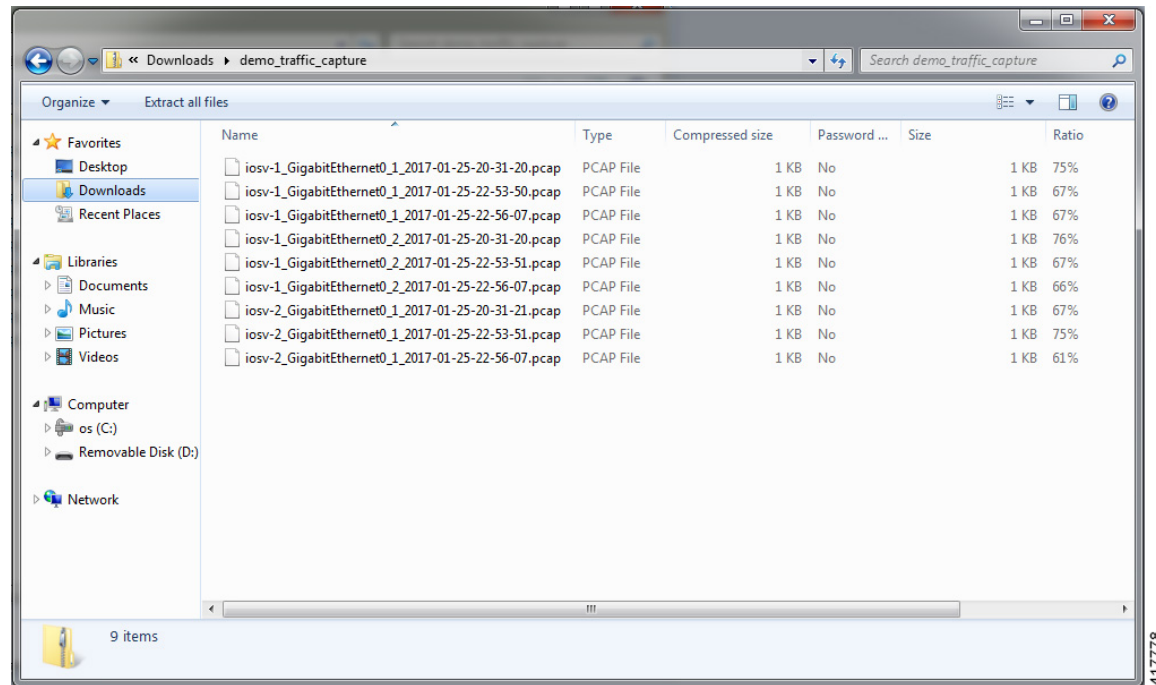 « Downloads ▸ demo_traffic_capture
Search demo_traffic_capture
Organize ▾ Extract all files
Favorites
Desktop
Downloads
Recent Places
Libraries
Documents
Music
Pictures
Videos
Computer
os (C:)
Removable Disk (D:)
Network
Name Type Compressed size Password ... Size Ratio
iosv-1_GigabitEthernet0_1_2017-01-25-20-31-20.pcap PCAP File 1 KB No 1 KB 75%
iosv-1_GigabitEthernet0_1_2017-01-25-22-53-50.pcap PCAP File 1 KB No 1 KB 67%
iosv-1_GigabitEthernet0_1_2017-01-25-22-56-07.pcap PCAP File 1 KB No 1 KB 67%
iosv-1_GigabitEthernet0_2_2017-01-25-20-31-20.pcap PCAP File 1 KB No 1 KB 76%
iosv-1_GigabitEthernet0_2_2017-01-25-22-53-51.pcap PCAP File 1 KB No 1 KB 67%
iosv-1_GigabitEthernet0_2_2017-01-25-22-56-07.pcap PCAP File 1 KB No 1 KB 66%
iosv-2_GigabitEthernet0_1_2017-01-25-20-31-21.pcap PCAP File 1 KB No 1 KB 67%
iosv-2_GigabitEthernet0_1_2017-01-25-22-53-51.pcap PCAP File 1 KB No 1 KB 75%
iosv-2_GigabitEthernet0_1_2017-01-25-22-56-07.pcap PCAP File 1 KB No 1 KB 61%
9 items
417778